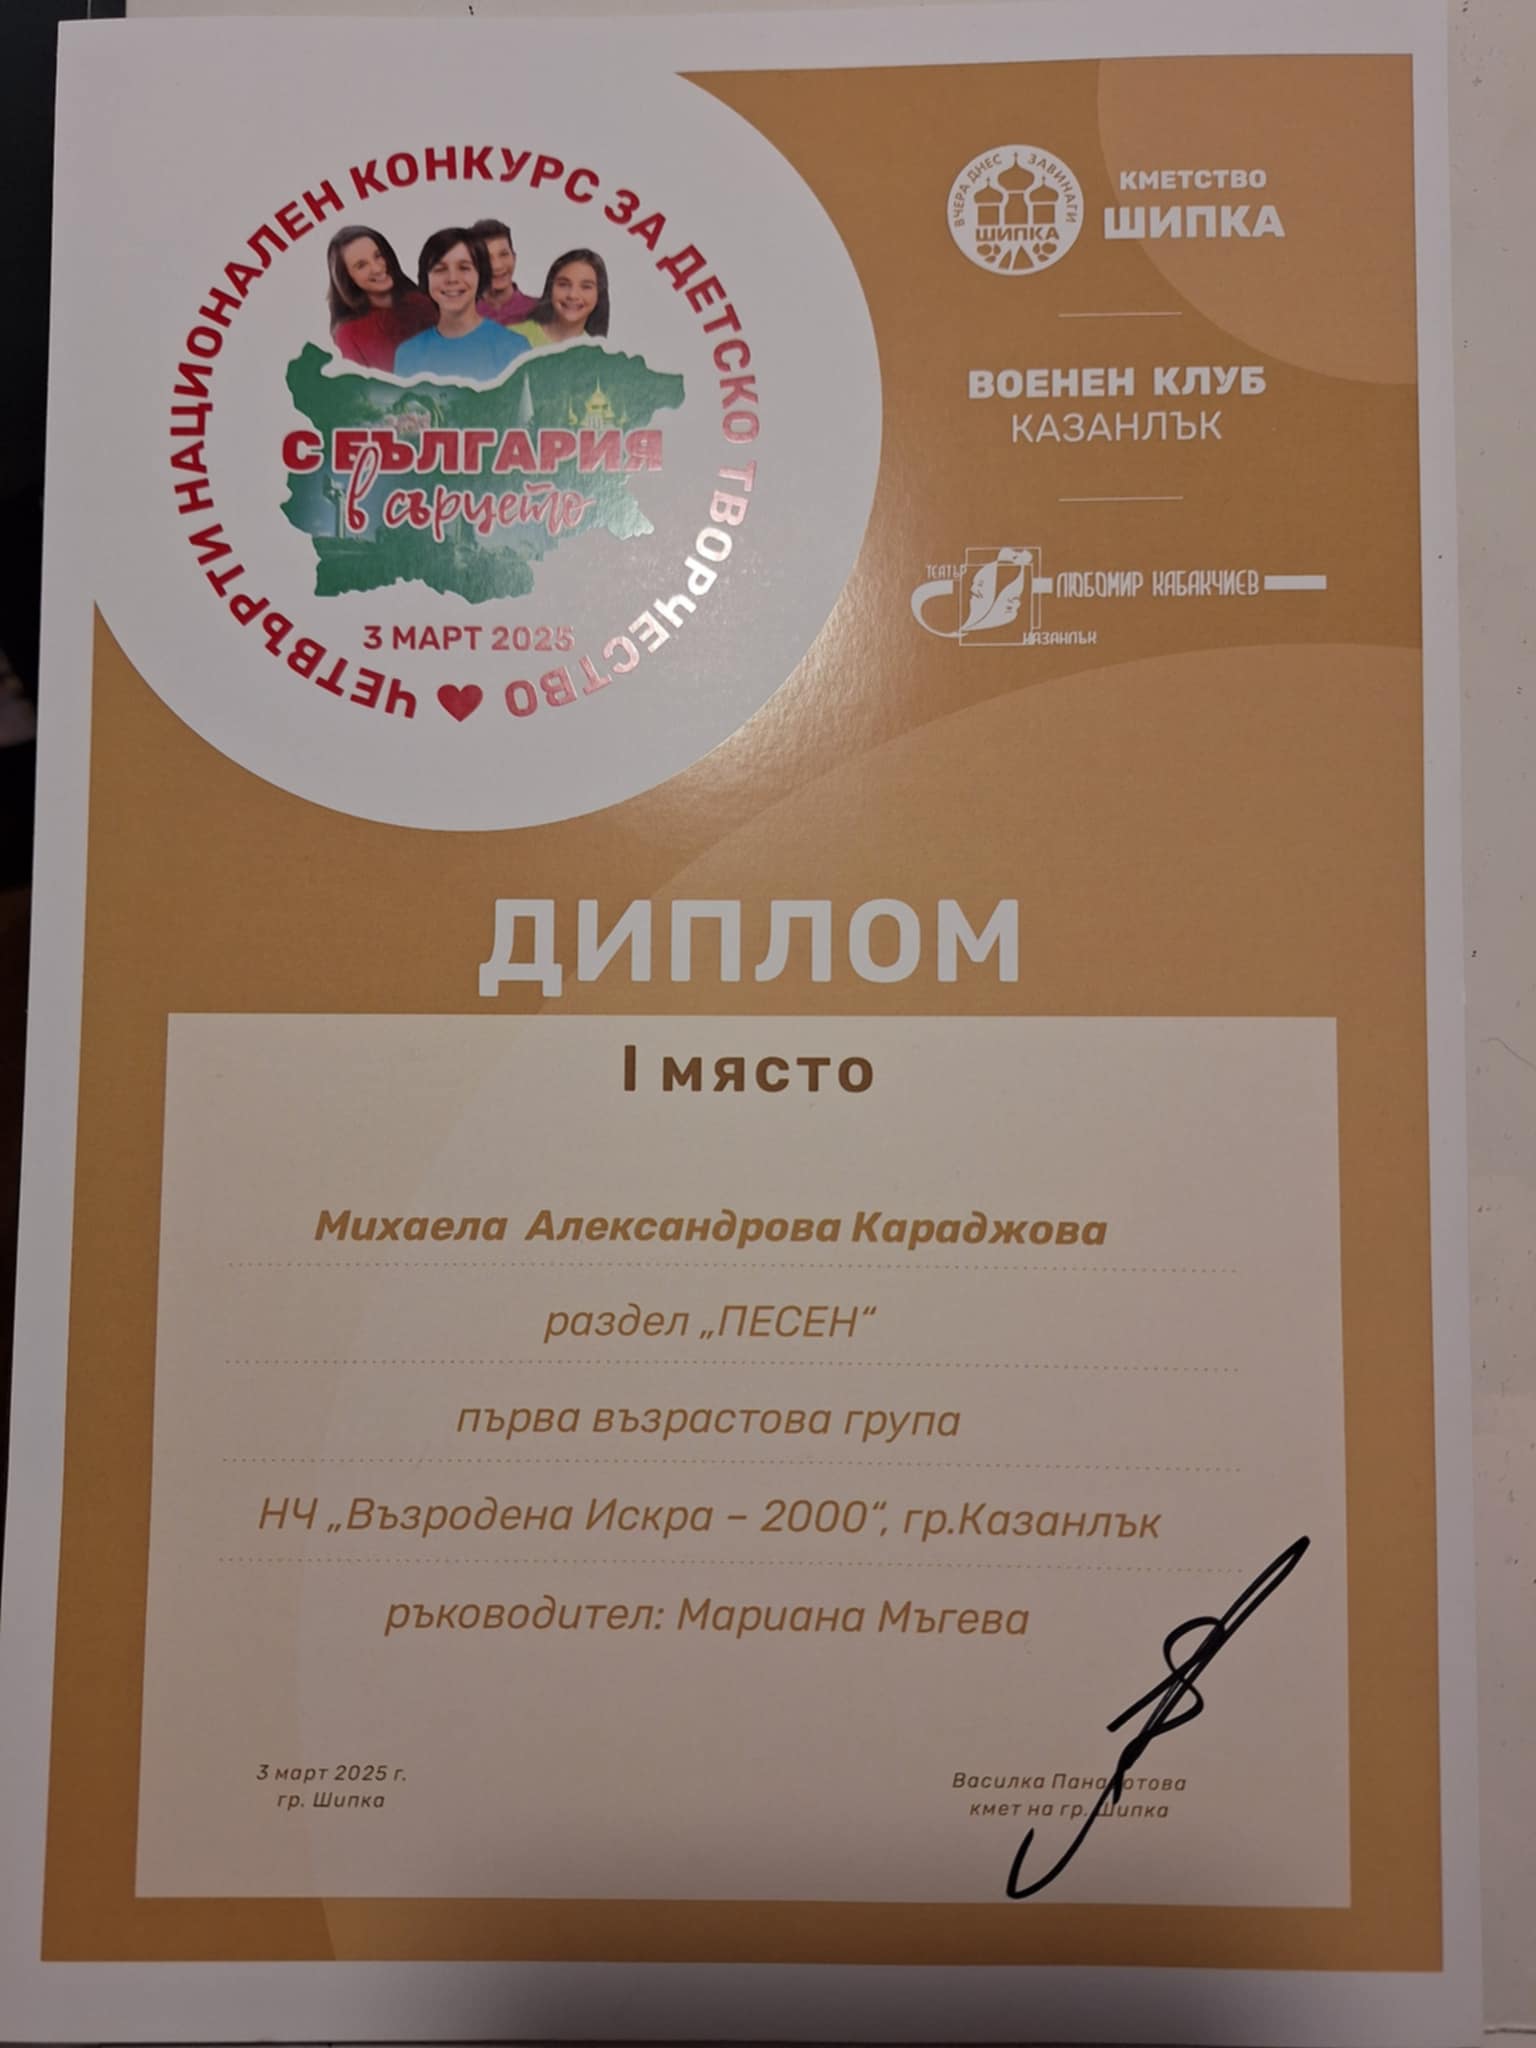 ЧЕТВЪРТИ НАЦИОНАЛЕН КОНКУРС ЗА ДЕТСКО ТВОРЧЕСТВО
С БЪЛГАРИЯ
в сърцето
3 МАРТ 2025
ВЧЕРА ДНЕС ЗАВИНАГИ
ШИПКА
КМЕТСТВО
ШИПКА
ВОЕНЕН КЛУБ
КАЗАНЛЪК
ТЕАТЪР
ЛЮБОМИР КАБАКЧИЕВ
КАЗАНЛЪК
ДИПЛОМ
I място
Михаела Александрова Караджова
раздел „ПЕСЕН“
първа възрастова група
НЧ „Възродена Искра – 2000“, гр.Казанлък
ръководител: Мариана Мъгева
3 март 2025 г.
гр. Шипка
Василка Панайотова
кмет на гр. Шипка